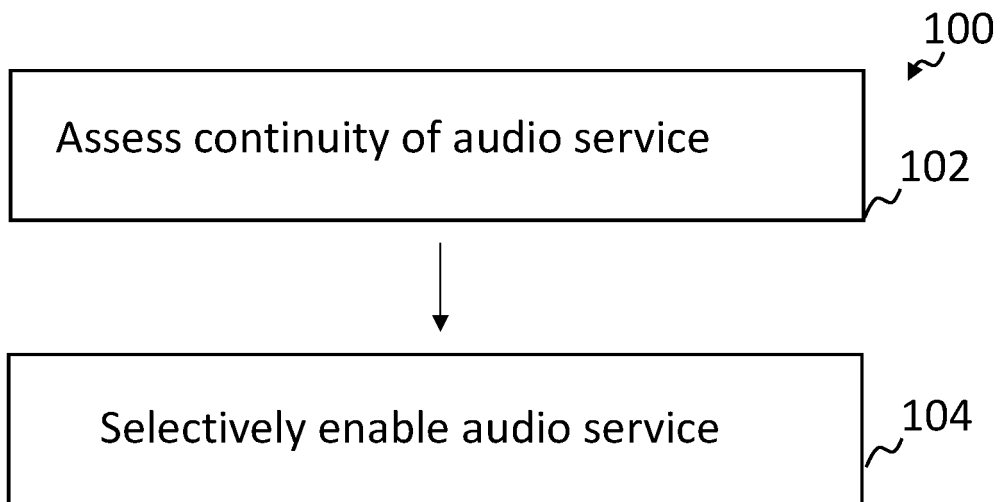 100
Assess continuity of audio service
102
Selectively enable audio service
104